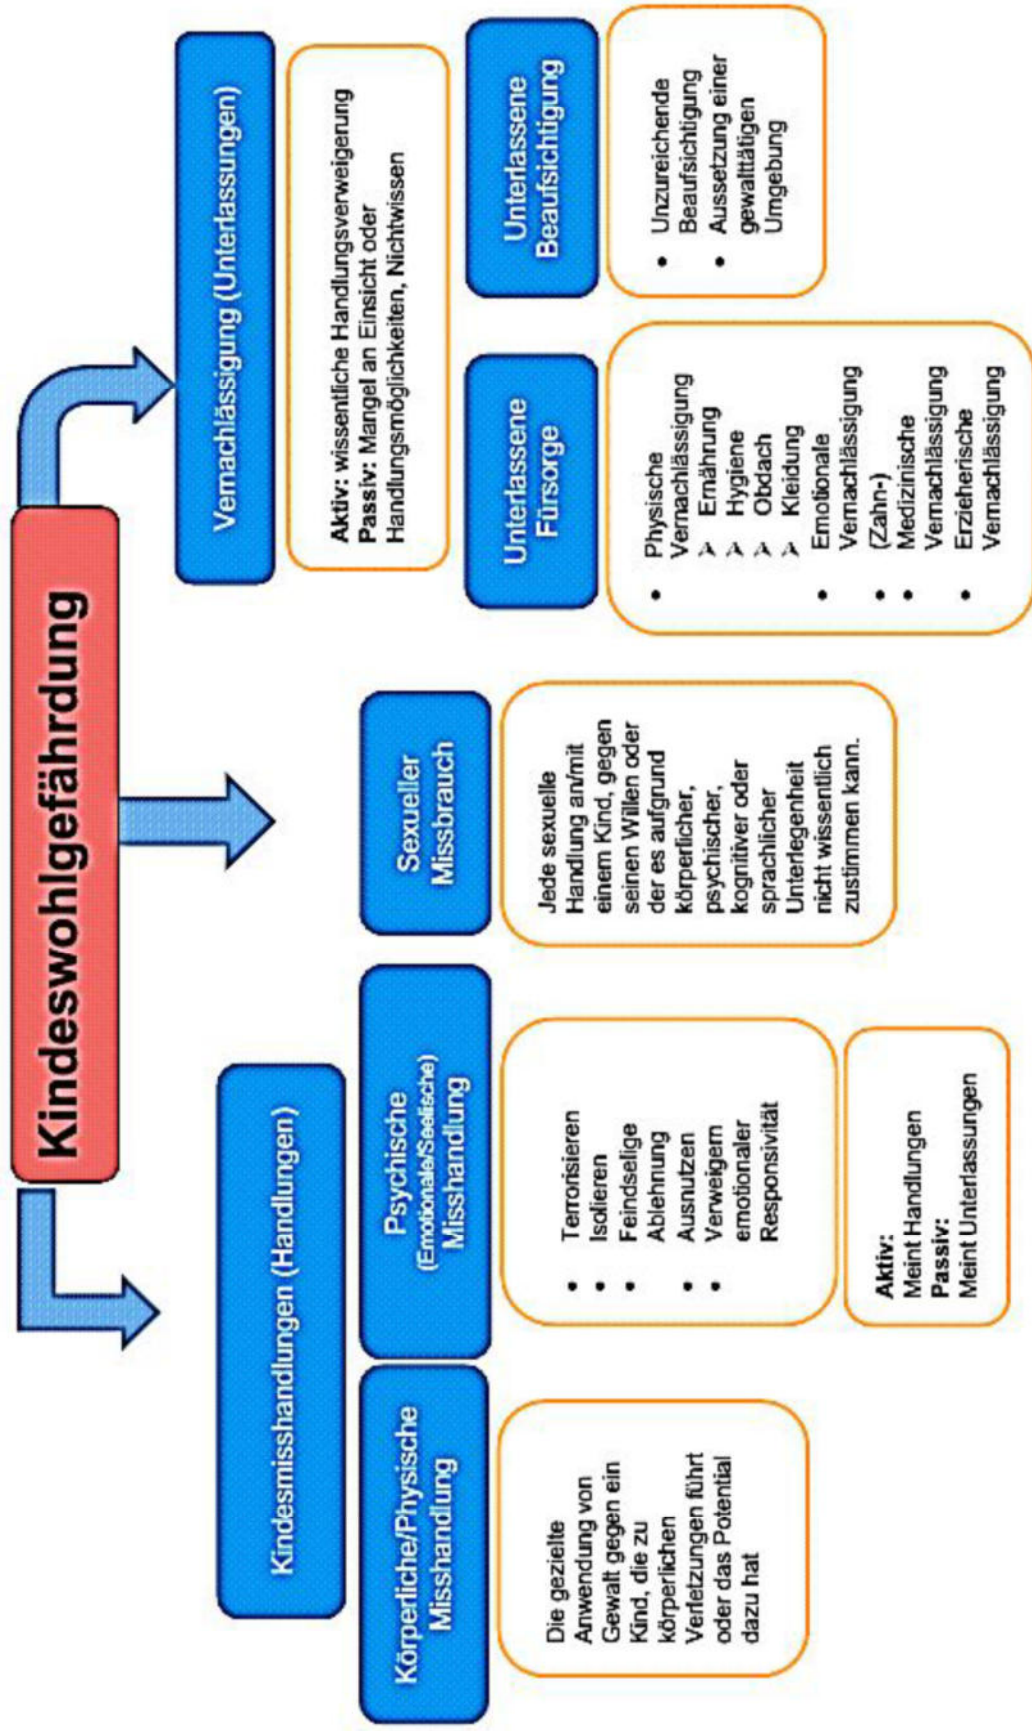 Kindeswohlgefährdung
Kindesmisshandlungen (Handlungen)
Körperliche/Physische
Misshandlung
Die gezielte
Anwendung von
Gewalt gegen ein
Kind, die zu
körperlichen
Verletzungen führt
oder das Potential
dazu hat
Psychische
(Emotionale/Seelische)
Misshandlung
• Terrorisieren
• Isolieren
• Feindselige
Ablehnung
• Ausnutzen
• Verweigern
emotionaler
Responsivität
Aktiv:
Meint Handlungen
Passiv:
Meint Unterlassungen
Sexueller
Missbrauch
Jede sexuelle
Handlung an/mit
einem Kind, gegen
seinen Willen oder
der es aufgrund
körperlicher,
psychischer,
kognitiver oder
sprachlicher
Unterlegenheit
nicht wissentlich
zustimmen kann.
Vernachlässigung (Unterlassungen)
Aktiv: wissentliche Handlungsverweigerung
Passiv: Mangel an Einsicht oder
Handlungsmöglichkeiten, Nichtwissen
Unterlassene
Fürsorge
• Physische
Vernachlässigung
➢ Ernährung
➢ Hygiene
➢ Obdach
➢ Kleidung
• Emotionale
Vernachlässigung
• (Zahn-)
• Medizinische
Vernachlässigung
• Erzieherische
Vernachlässigung
Unterlassene
Beaufsichtigung
• Unzureichende
Beaufsichtigung
• Aussetzung einer
gewalttätigen
Umgebung